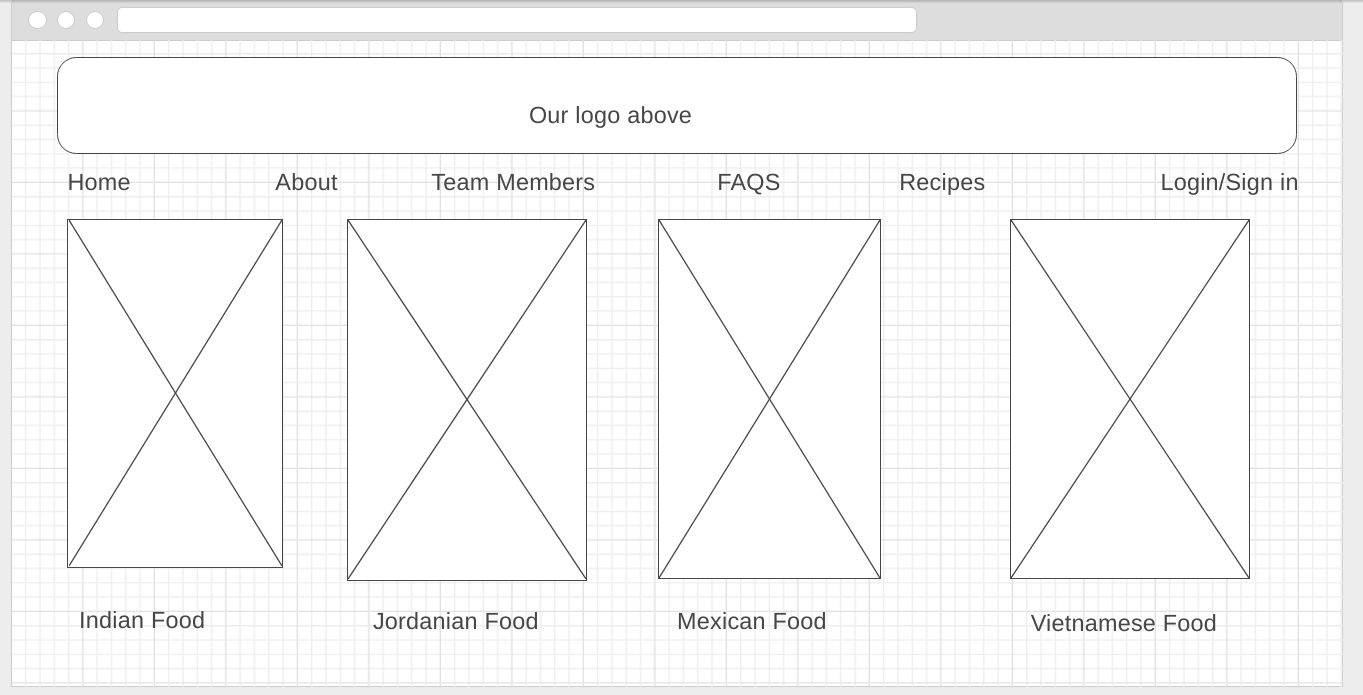 Our logo above
Home About Team Members FAQS Recipes Login/Sign in
Indian Food Jordanian Food Mexican Food Vietnamese Food